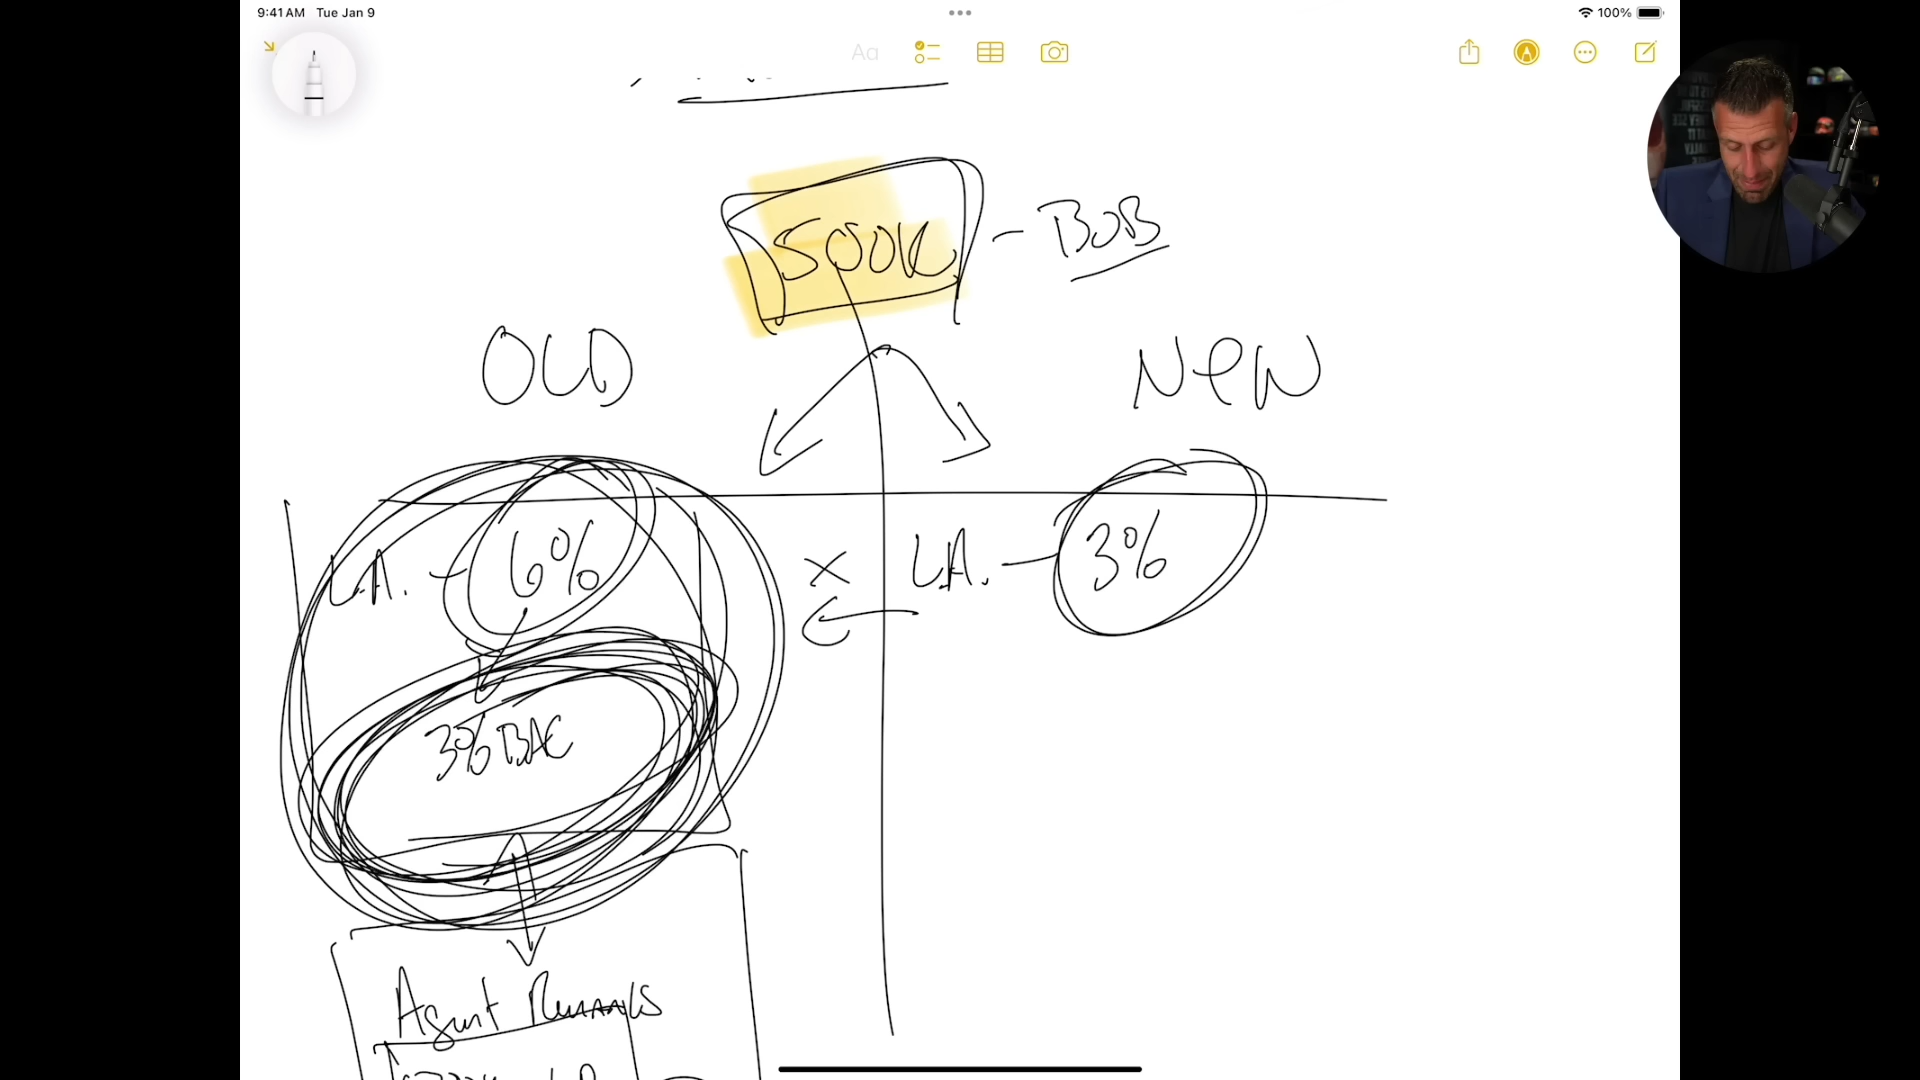 9:41 AM Tue Jan 9
100%
Aa
500K - BOB
OLD
NEW
L.A. - 6%
X L.A. - 3%
3% BAC
Agent Remarks